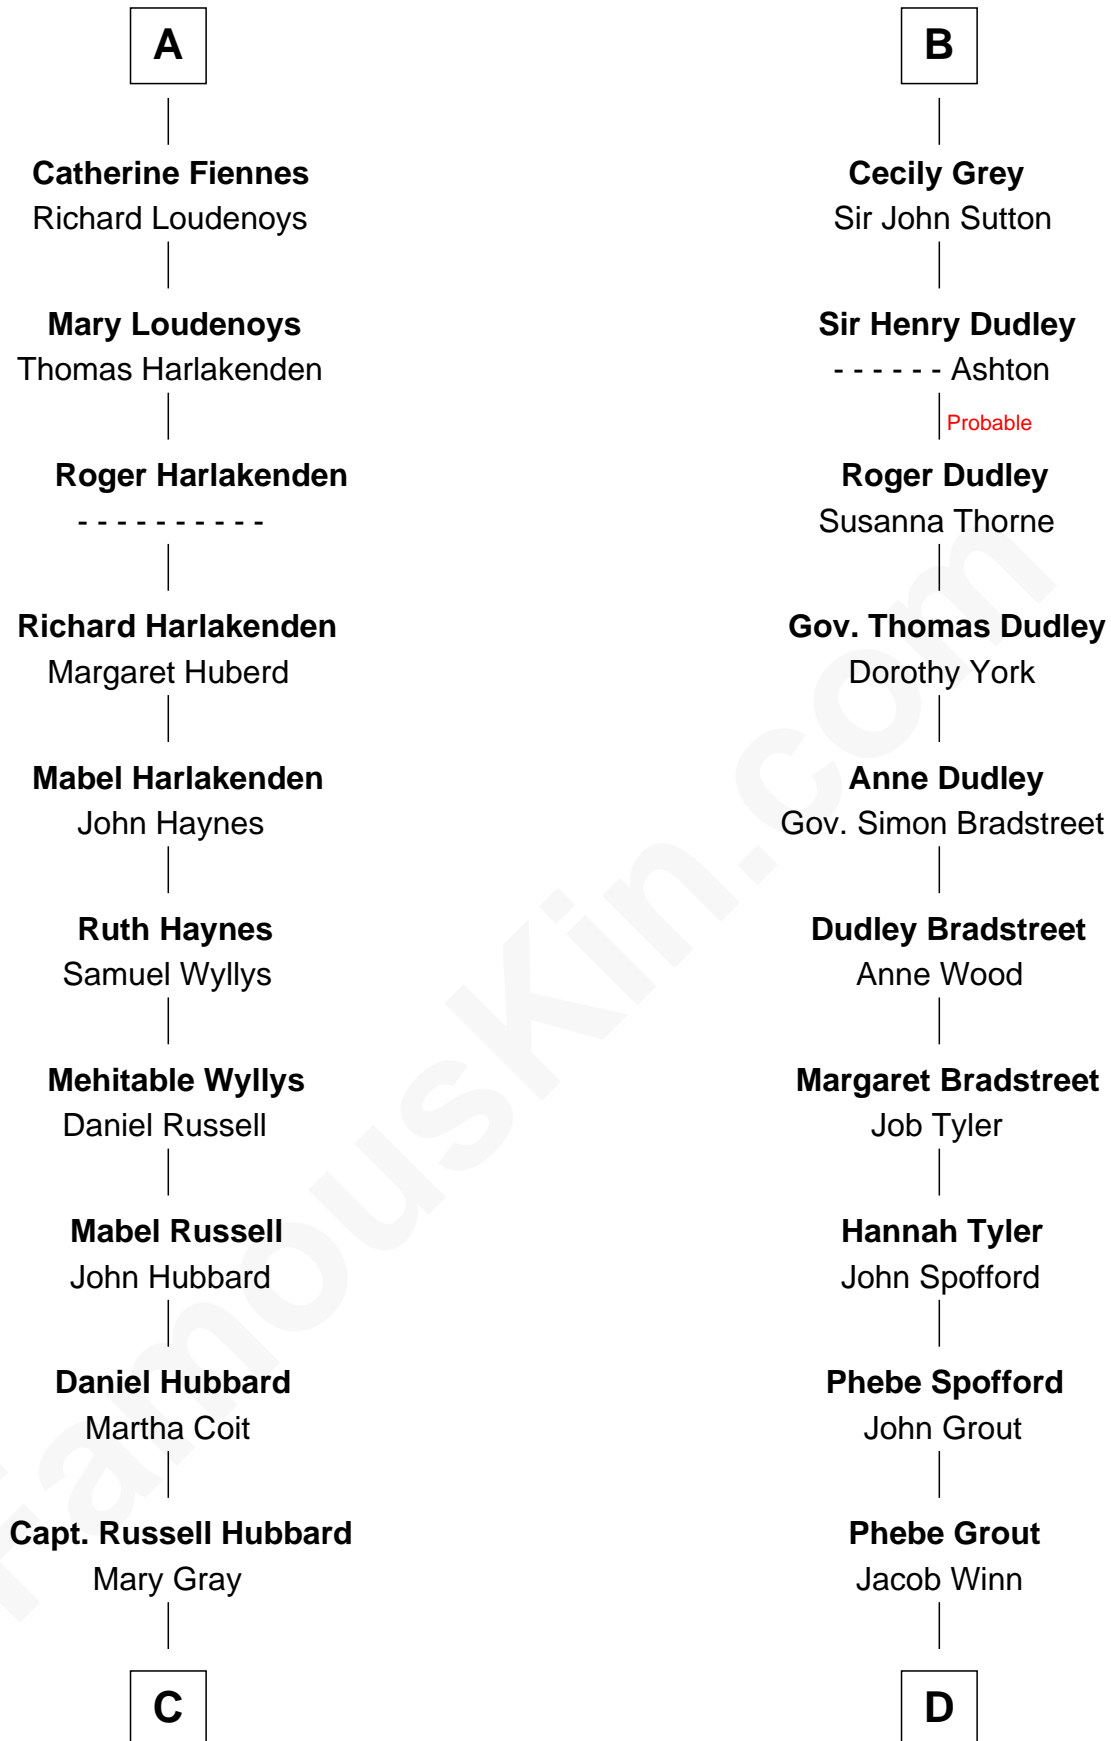 A
Catherine Fiennes
Richard Loudenoys
Mary Loudenoys
Thomas Harlakenden
Roger Harlakenden
- - - - - - - - - -
Richard Harlakenden
Margaret Huberd
Mabel Harlakenden
John Haynes
Ruth Haynes
Samuel Wyllys
Mehitable Wyllys
Daniel Russell
Mabel Russell
John Hubbard
Daniel Hubbard
Martha Coit
Capt. Russell Hubbard
Mary Gray
C
B
Cecily Grey
Sir John Sutton
Sir Henry Dudley
- - - - - - Ashton
Probable
Roger Dudley
Susanna Thorne
Gov. Thomas Dudley
Dorothy York
Anne Dudley
Gov. Simon Bradstreet
Dudley Bradstreet
Anne Wood
Margaret Bradstreet
Job Tyler
Hannah Tyler
John Spofford
Phebe Spofford
John Grout
Phebe Grout
Jacob Winn
D
FamousKin.com